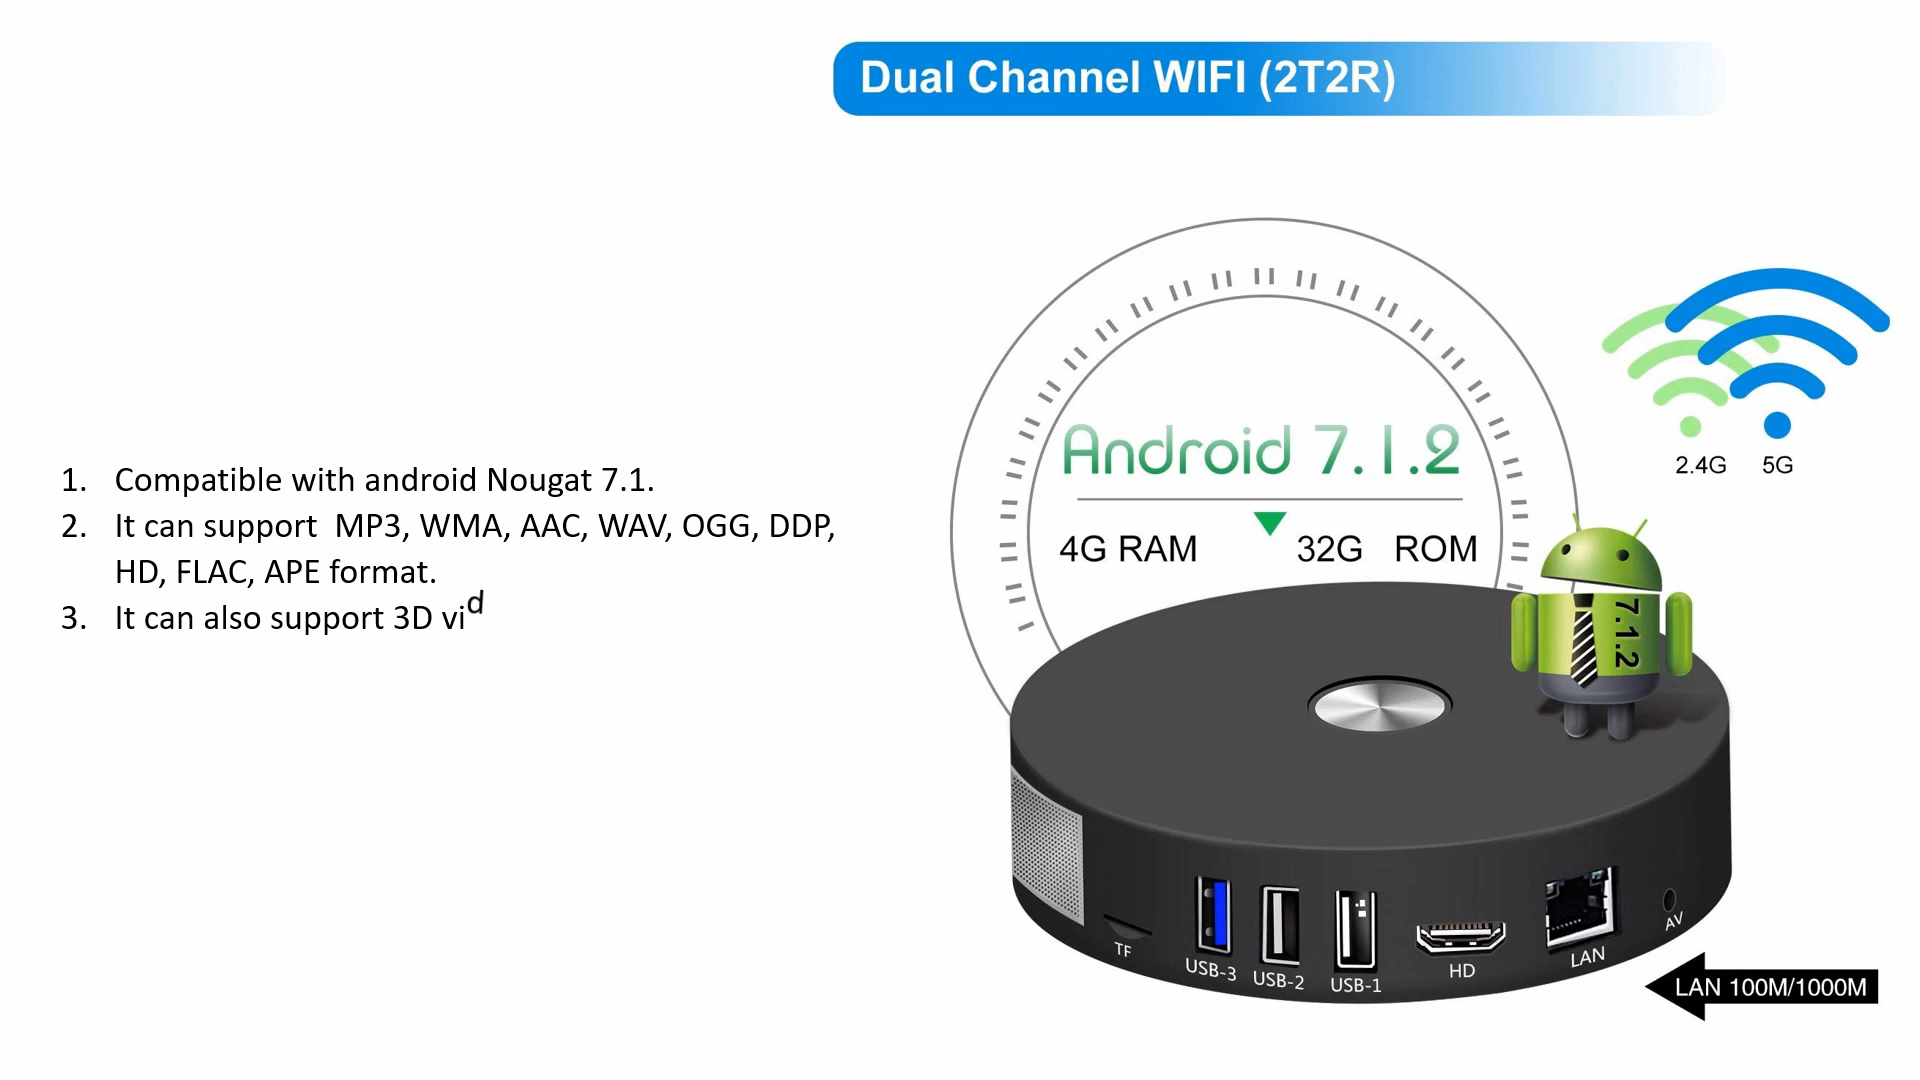 Dual Channel WIFI (2T2R)
Android 7.1.2
4G RAM 32G ROM
2.4G 5G
1. Compatible with android Nougat 7.1.
2. It can support MP3, WMA, AAC, WAV, OGG, DDP,
HD, FLAC, APE format.
3. It can also support 3D vid
7.1.2
TF
USB-3
USB-2
USB-1
HD
LAN
AV
LAN 100M/1000M